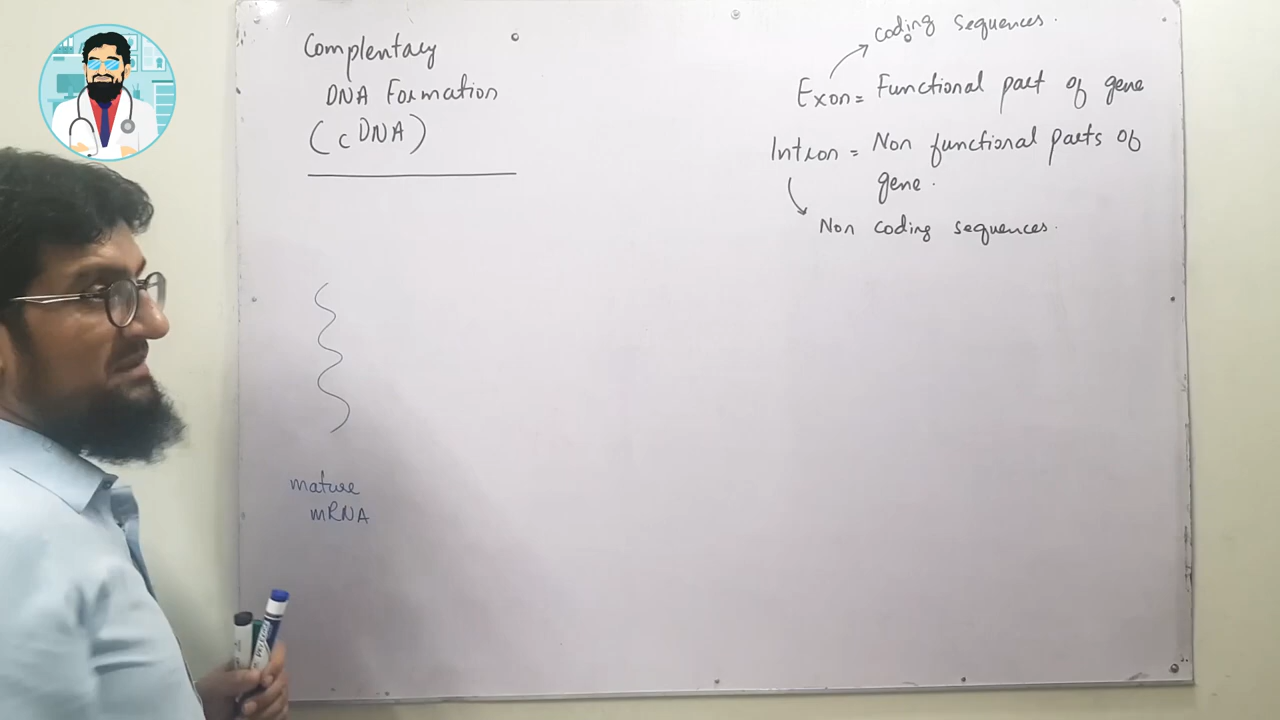 Complentary
DNA Formation
(cDNA)
coding sequences.
Exon = Functional part of gene
Intron = Non functional parts of
gene.
Non coding sequences.
mature
mRNA